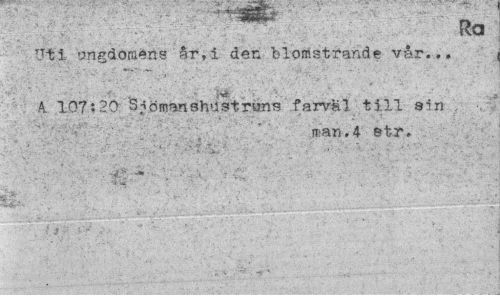 Ra
Uti ungdomens år,i den blomstrande vår...
A 107:20 Sjömanshustruns farväl till sin
man.4 str.